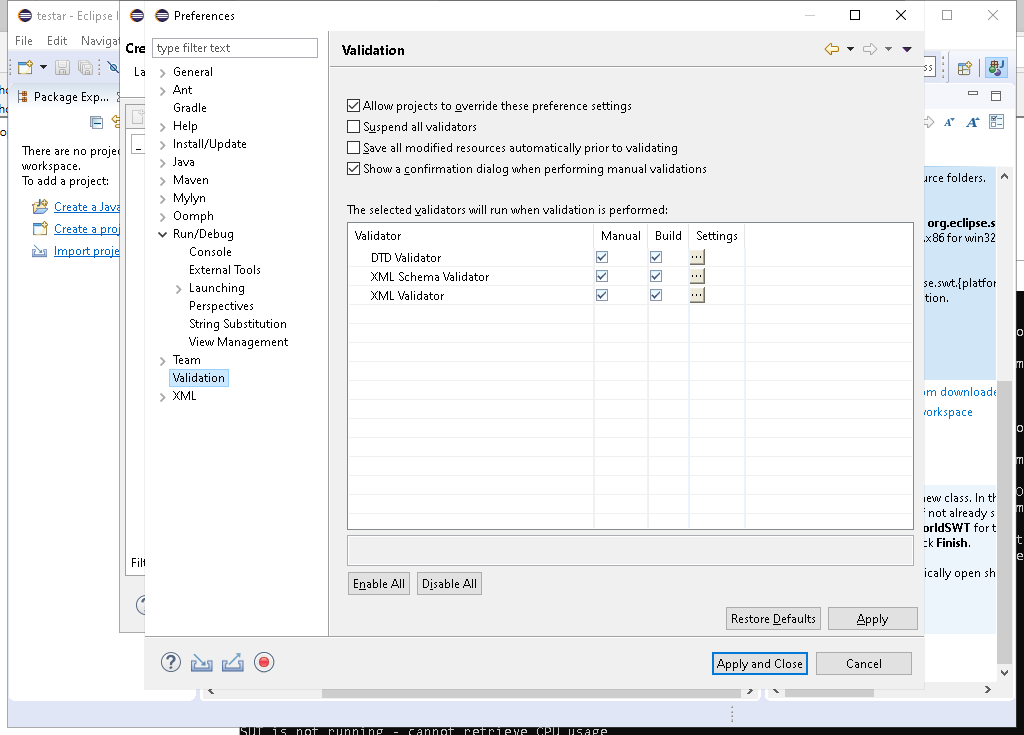 testar - Eclipse I
Preferences
File Edit Navigat
Cre
type filter text
Validation
La
General
Ant
Gradle
Help
Install/Update
Java
Maven
Mylyn
Oomph
Run/Debug
Console
External Tools
Launching
Perspectives
String Substitution
View Management
Team
Validation
XML
Package Exp...
There are no projec
workspace.
To add a project:
Create a Java
Create a proj
Import proje
Filt
Allow projects to override these preference settings
Suspend all validators
Save all modified resources automatically prior to validating
Show a confirmation dialog when performing manual validations
The selected validators will run when validation is performed:
Validator Manual Build Settings
DTD Validator ...
XML Schema Validator ...
XML Validator ...
Enable All Disable All
Restore Defaults Apply
Apply and Close Cancel
urce folders.
org.eclipse.s
.x86 for win32
se.swt.{platfor
tion.
om downloade
workspace
new class. In th
f not already s
orldSWT for t
ck Finish.
ically open sh
SUT is not running - cannot retrieve CPU usage